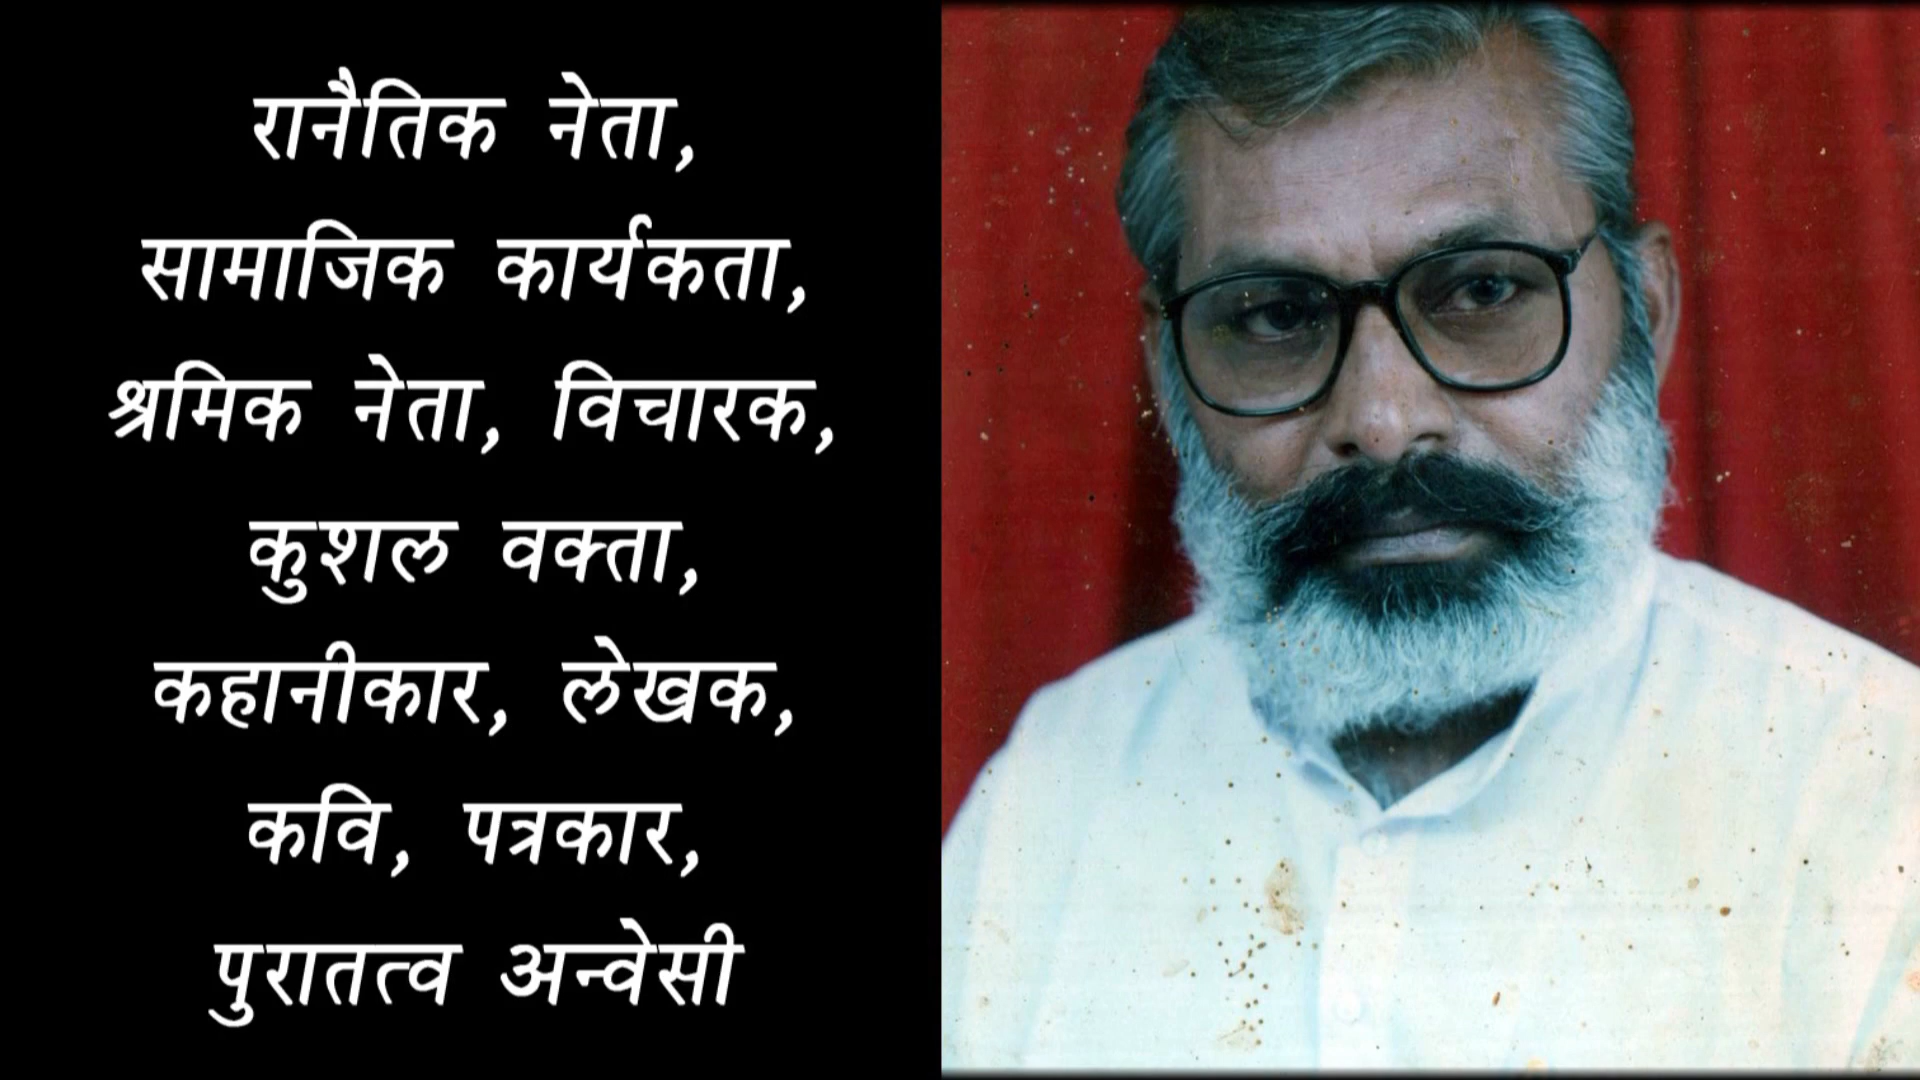 रानैतिक नेता,
सामाजिक कार्यकता,
श्रमिक नेता, विचारक,
कुशल वक्ता,
कहानीकार, लेखक,
कवि, पत्रकार,
पुरातत्व अन्वेसी